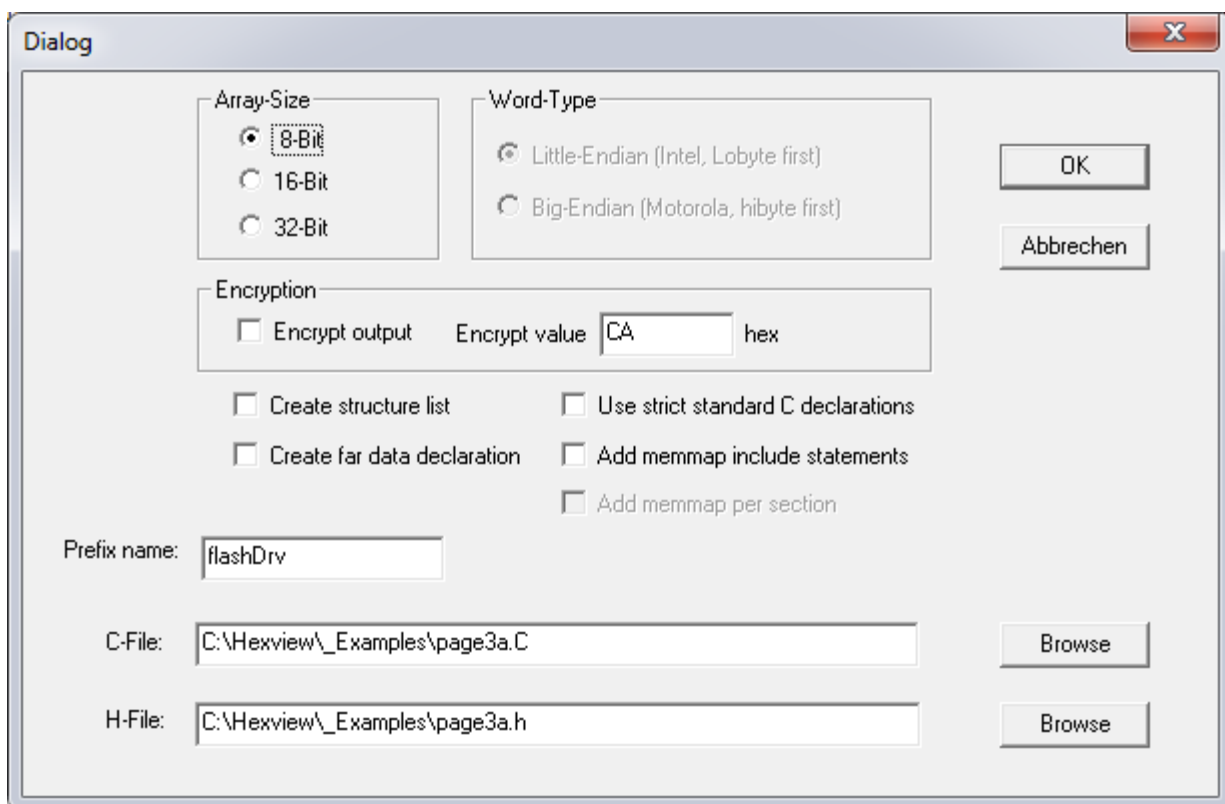 Dialog
Array-Size
8-Bit
16-Bit
32-Bit
Word-Type
Little-Endian (Intel, Lobyte first)
Big-Endian (Motorola, hibyte first)
OK
Abbrechen
Encryption
Encrypt output Encrypt value CA hex
Create structure list Use strict standard C declarations
Create far data declaration Add memmap include statements
Add memmap per section
Prefix name: flashDrv
C-File: C:\Hexview\_Examples\page3a.C Browse
H-File: C:\Hexview\_Examples\page3a.h Browse